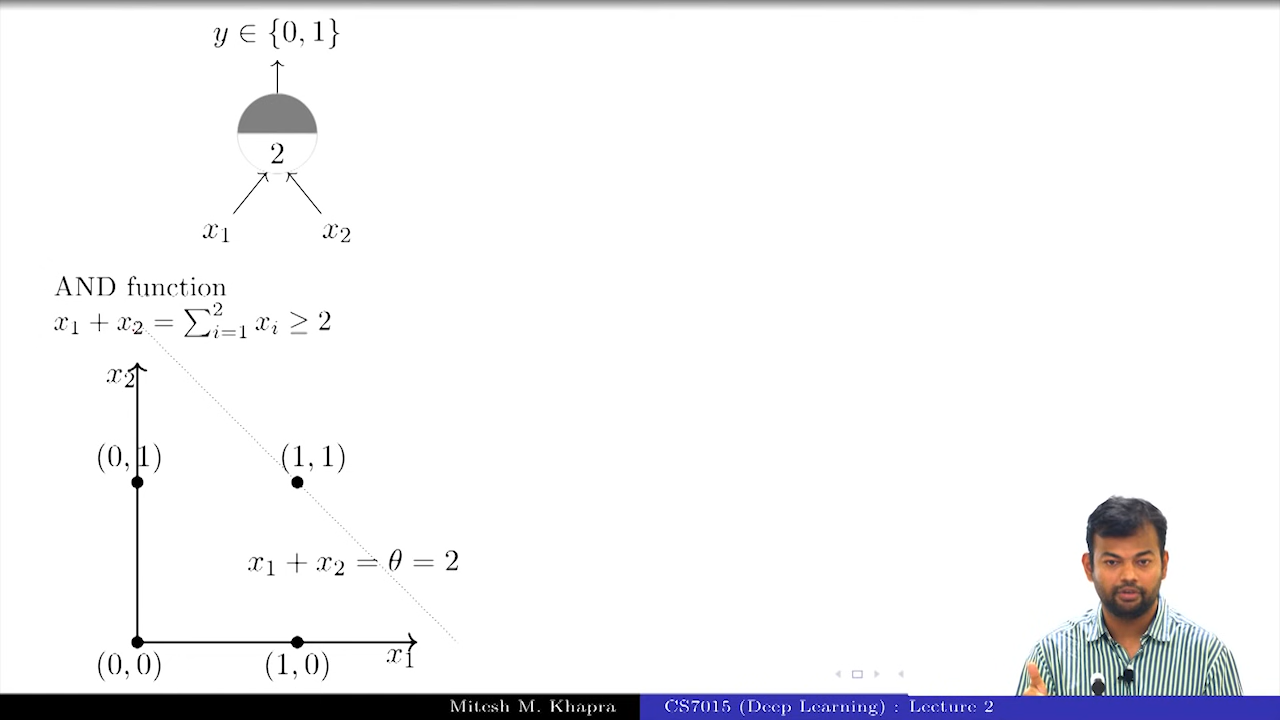 y ∈ {0, 1}
2
x₁ x₂
AND function
x₁ + x₂ = ∑²ᵢ₌₁ xᵢ ≥ 2
x₂
(0, 1) (1, 1)
x₁ + x₂ = θ = 2
x₁
(0, 0) (1, 0)
Mitesh M. Khapra CS7015 (Deep Learning) : Lecture 2